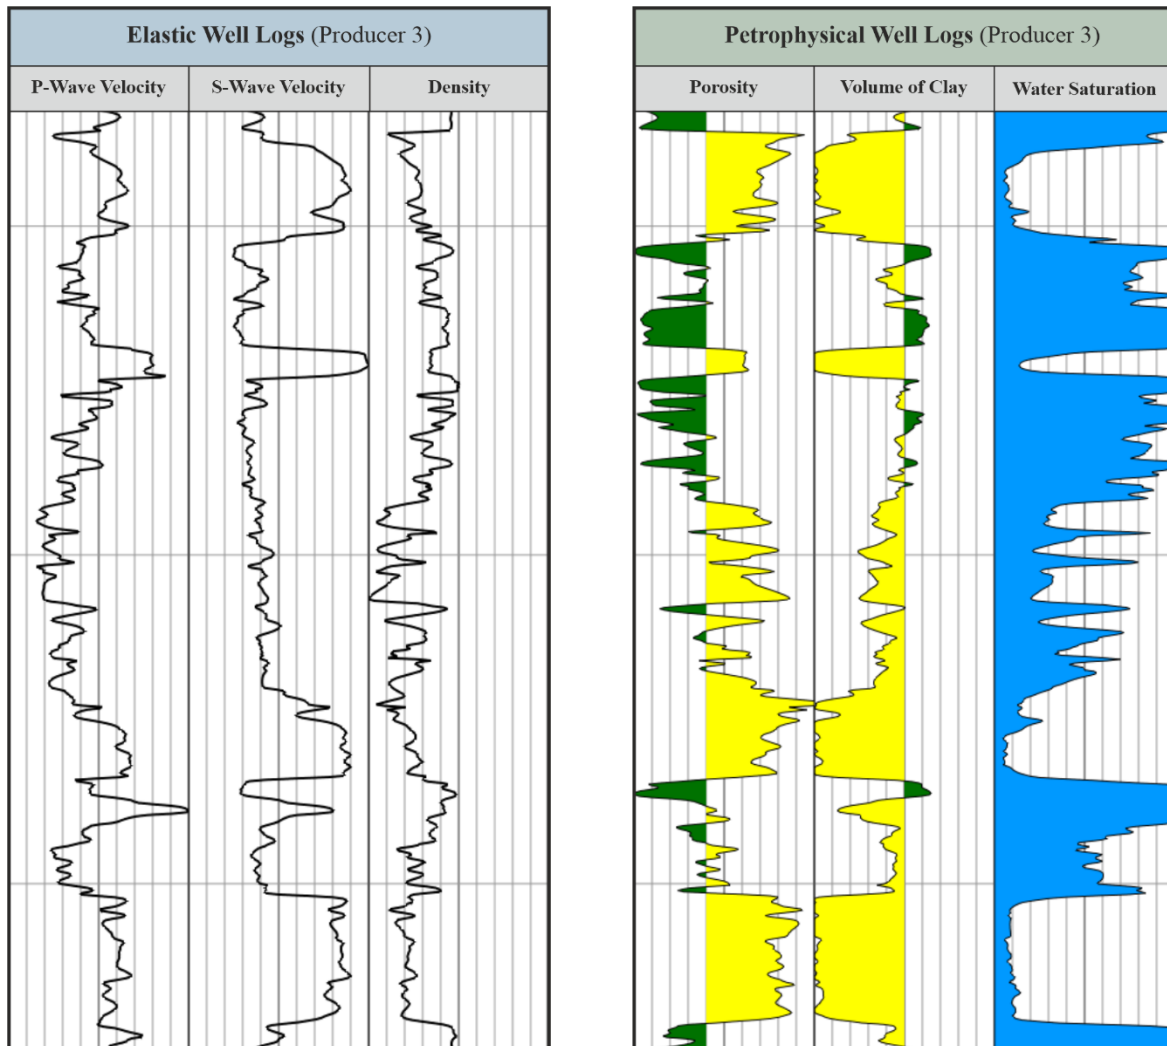 Elastic Well Logs (Producer 3)
P-Wave Velocity
S-Wave Velocity
Density
Petrophysical Well Logs (Producer 3)
Porosity
Volume of Clay
Water Saturation